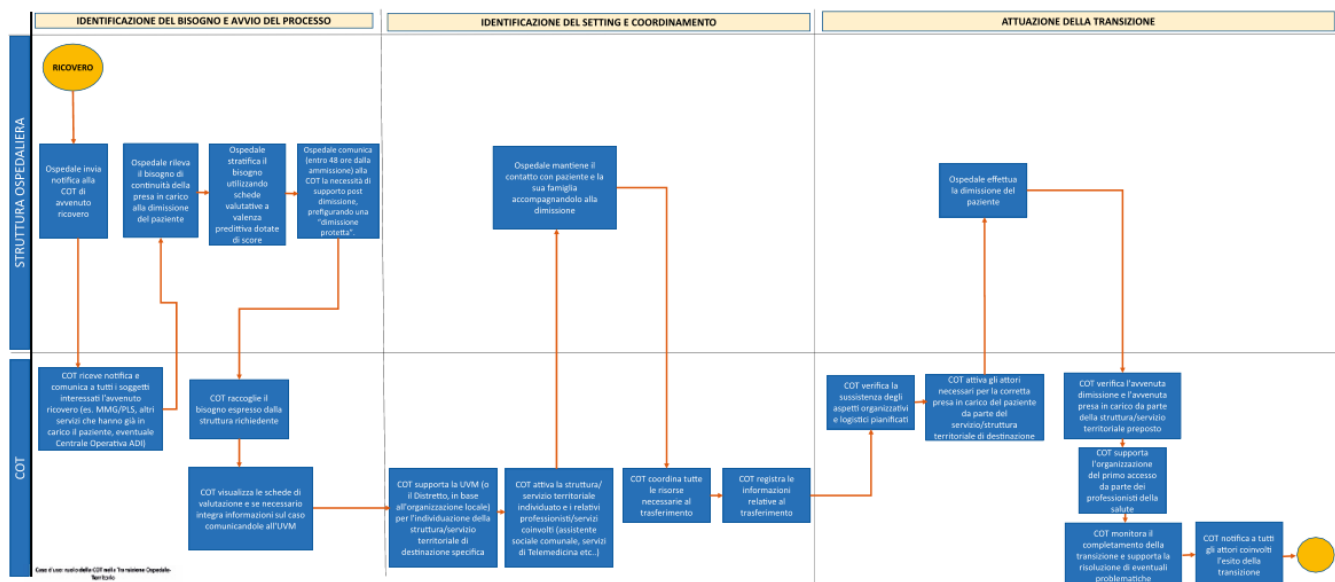 IDENTIFICAZIONE DEL BISOGNO E AVVIO DEL PROCESSO
IDENTIFICAZIONE DEL SETTING E COORDINAMENTO
ATTUAZIONE DELLA TRANSIZIONE
STRUTTURA OSPEDALIERA
RICOVERO
Ospedale invia
notifica alla
COT di
avvenuto
ricovero
Ospedale rileva
il bisogno di
continuità della
presa in carico
alla dimissione
del paziente
Ospedale
stratifica il
bisogno
utilizzando
schede
valutative a
valenza
predittiva dotate
di score
Ospedale comunica
(entro 48 ore dalla
ammissione) alla
COT la necessità di
supporto post
dimissione,
prefigurando una
"dimissione
protetta".
Ospedale mantiene il
contatto con paziente e la
sua famiglia
accompagnandolo alla
dimissione
Ospedale effettua
la dimissione del
paziente
COT
COT riceve notifica e
comunica a tutti i soggetti
interessati l'avvenuto
ricovero (es. MMG/PLS, altri
servizi che hanno già in
carico il paziente, eventuale
Centrale Operativa ADI)
COT raccoglie il
bisogno espresso dalla
struttura richiedente
COT visualizza le schede di
valutazione e se necessario
integra informazioni sul caso
comunicandole all'UVM
COT supporta la UVM (o
il Distretto, in base
all'organizzazione locale)
per l'individuazione della
struttura/servizio
territoriale di
destinazione specifica
COT attiva la struttura/
servizio territoriale
individuato e i relativi
professionisti/servizi
coinvolti (assistente
sociale comunale, servizi
di Telemedicina etc..)
COT coordina tutte
le risorse
necessarie al
trasferimento
COT registra le
informazioni
relative al
trasferimento
COT verifica la
sussistenza degli
aspetti organizzativi
e logistici pianificati
COT attiva gli attori
necessari per la corretta
presa in carico del paziente
da parte del
servizio/struttura
territoriale di destinazione
COT verifica l'avvenuta
dimissione e l'avvenuta
presa in carico da parte
della struttura/servizio
territoriale preposto
COT supporta
l'organizzazione
del primo accesso
da parte dei
professionisti della
salute
COT monitora il
completamento della
transizione e supporta la
risoluzione di eventuali
problematiche
COT notifica a tutti
gli attori coinvolti
l'esito della
transizione
Caso d'uso: ruolo della COT nella Transizione Ospedale-
Territorio